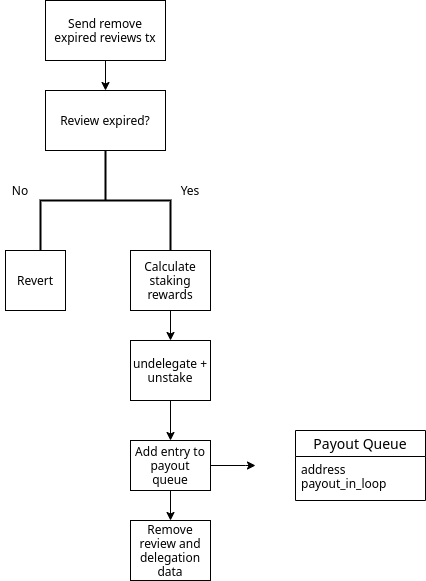 Send remove
expired reviews tx
Review expired?
No
Yes
Revert
Calculate
staking
rewards
undelegate +
unstake
Add entry to
payout
queue
Payout Queue
address
payout_in_loop
Remove
review and
delegation
data